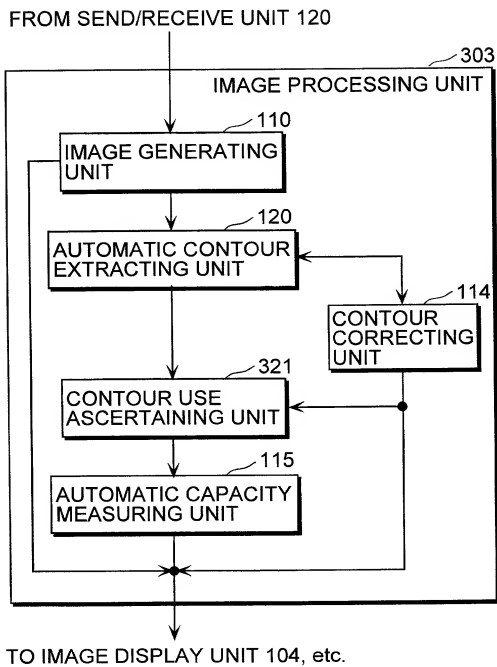 FROM SEND/RECEIVE UNIT 120
303
IMAGE PROCESSING UNIT
110
IMAGE GENERATING
UNIT
120
AUTOMATIC CONTOUR
EXTRACTING UNIT
114
CONTOUR
CORRECTING
UNIT
321
CONTOUR USE
ASCERTAINING UNIT
115
AUTOMATIC CAPACITY
MEASURING UNIT
TO IMAGE DISPLAY UNIT 104, etc.